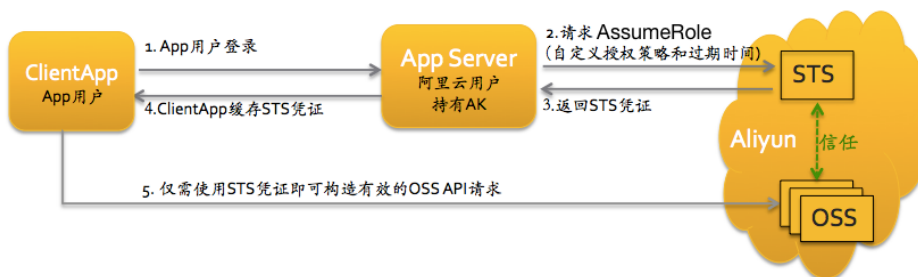 ClientApp
App用户
1. App用户登录
4.ClientApp缓存STS凭证
App Server
阿里云用户
持有AK
2.请求 AssumeRole
(自定义授权策略和过期时间)
3.返回STS凭证
STS
Aliyun
信任
OSS
5. 仅需使用STS凭证即可构造有效的OSS API请求